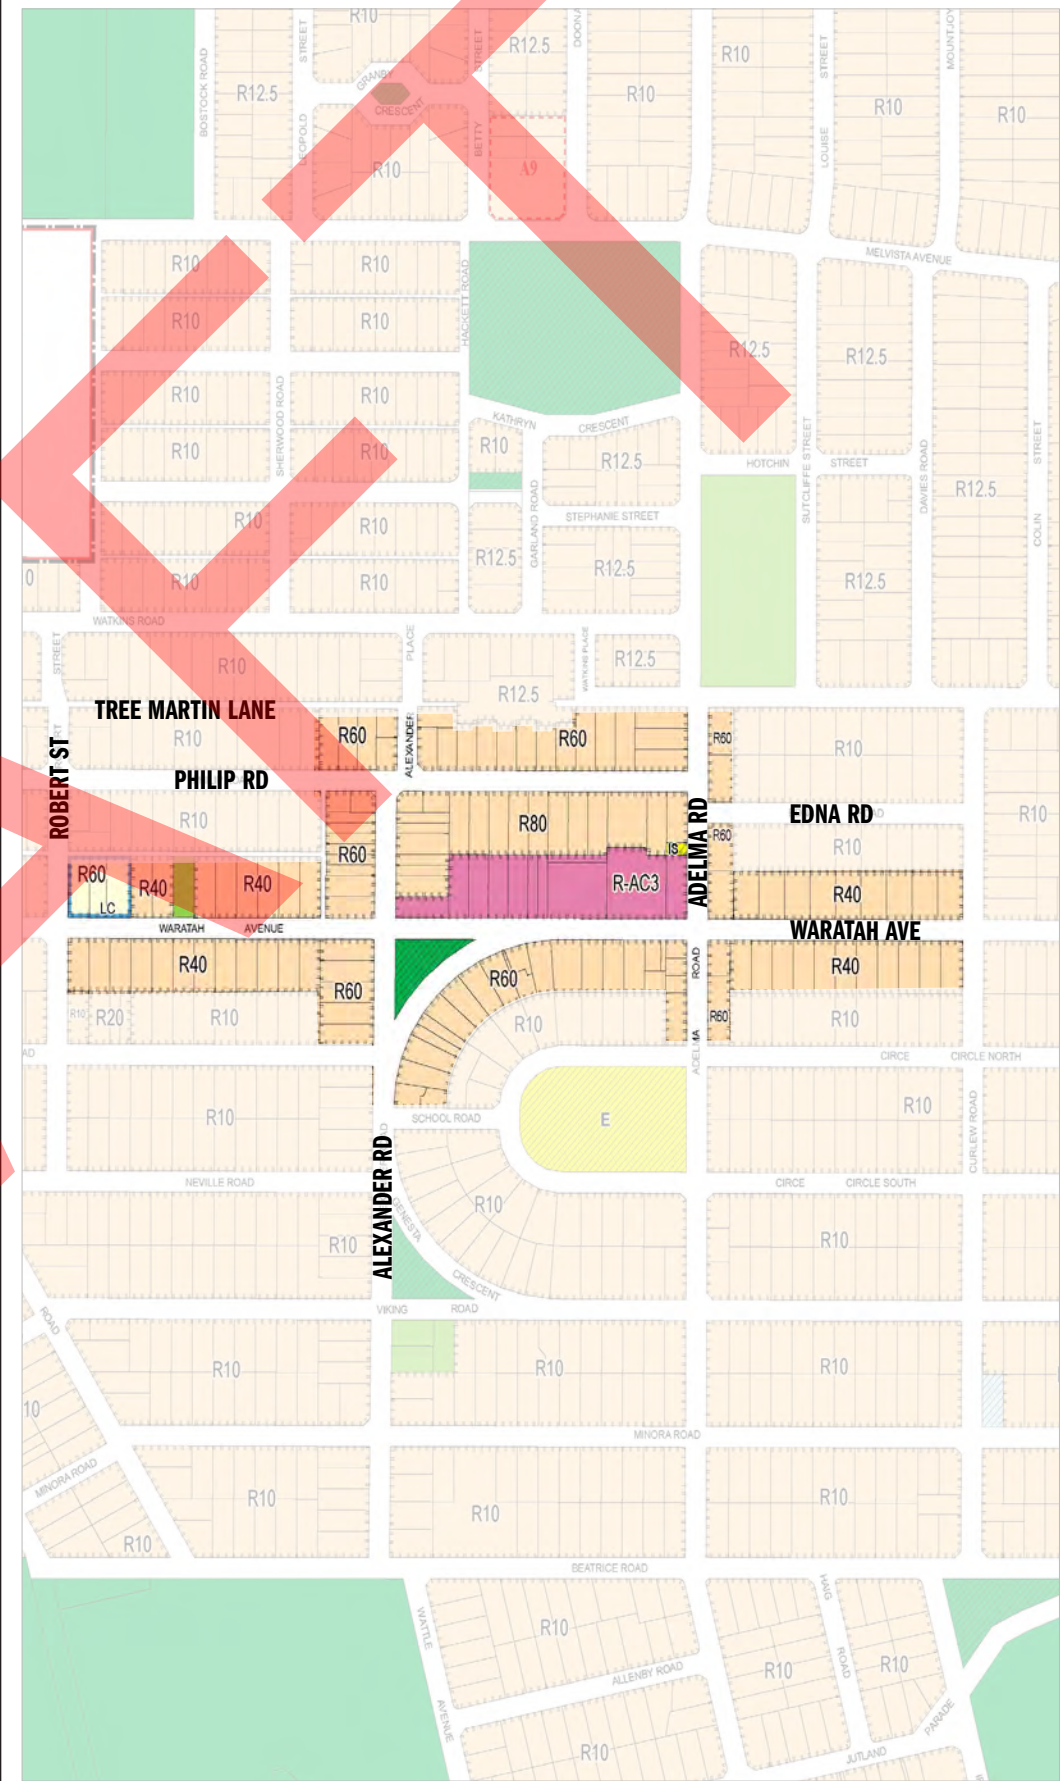 R10
BOSTOCK ROAD
R12.5
STREET
LEOPOLD
GRANBY
CRESCENT
R10
BETTY
STREET
R12.5
A9
R10
R10
LOUISE
STREET
R10
R10
MELVISTA AVENUE
R10
R10
HACKETT ROAD
R10
R10
R12.5
R12.5
SHERWOOD ROAD
R10
R10
KATHRYN
CRESCENT
R10
R10
R10
R12.5
HOTCHIN
STREET
SUTCLIFFE STREET
DAVIES ROAD
R12.5
COLIN
STREET
R10
R10
GARLAND ROAD
STEPHANIE STREET
R12.5
R12.5
R12.5
0
R10
R10
WATKINS ROAD
STREET
R10
PLACE
WATKINS PLACE
R12.5
R12.5
TREE MARTIN LANE
R10
R60
ALEXANDER
R60
R60
R10
ROBERT ST
PHILIP RD
R10
R80
ADELMA RD
EDNA RD
AD
R10
R60
R60
IS
R10
R60
R40
R40
LC
R-AC3
R40
WARATAH
AVENUE
WARATAH AVE
R40
R60
R60
ROAD
R40
R10
R20
R10
R10
R60
R10
AD
ADELMA
CIRCE
CIRCLE NORTH
R10
SCHOOL ROAD
E
R10
CURLEW ROAD
ALEXANDER RD
NEVILLE ROAD
CIRCE
CIRCLE SOUTH
R10
GENESTA
CRESCENT
R10
R10
VIKING
ROAD
ROAD
R10
R10
R10
10
MINORA ROAD
MINORA ROAD
R10
R10
R10
R10
BEATRICE ROAD
WATTLE
AVENUE
R10
HAIG
ROAD
R10
R10
ALLENBY ROAD
PARADE
R10
JUTLAND